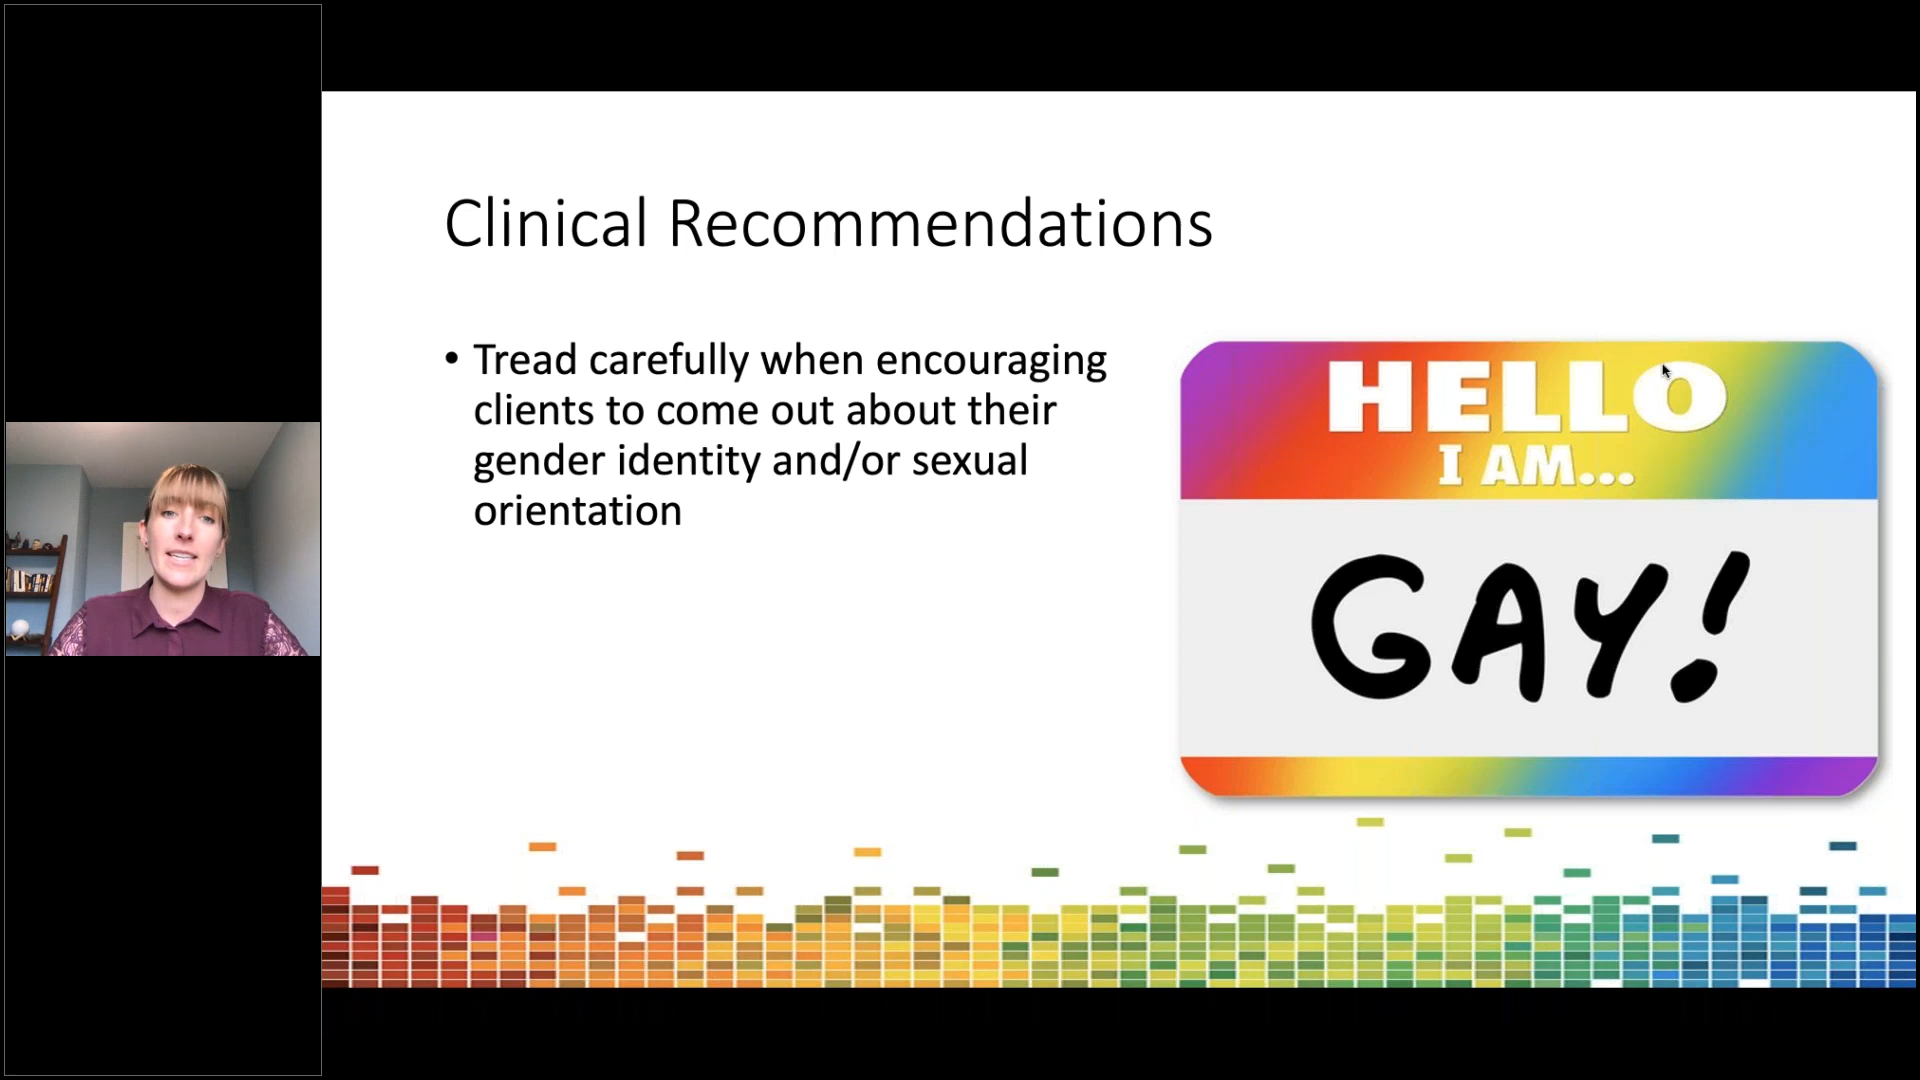 Clinical Recommendations
• Tread carefully when encouraging
clients to come out about their
gender identity and/or sexual
orientation
HELLO
I AM...
GAY!